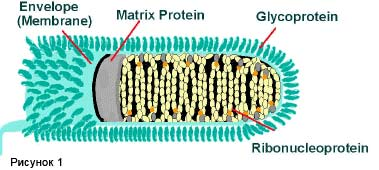 Envelope
(Membrane)
Matrix Protein
Glycoprotein
Ribonucleoprotein
Рисунок 1